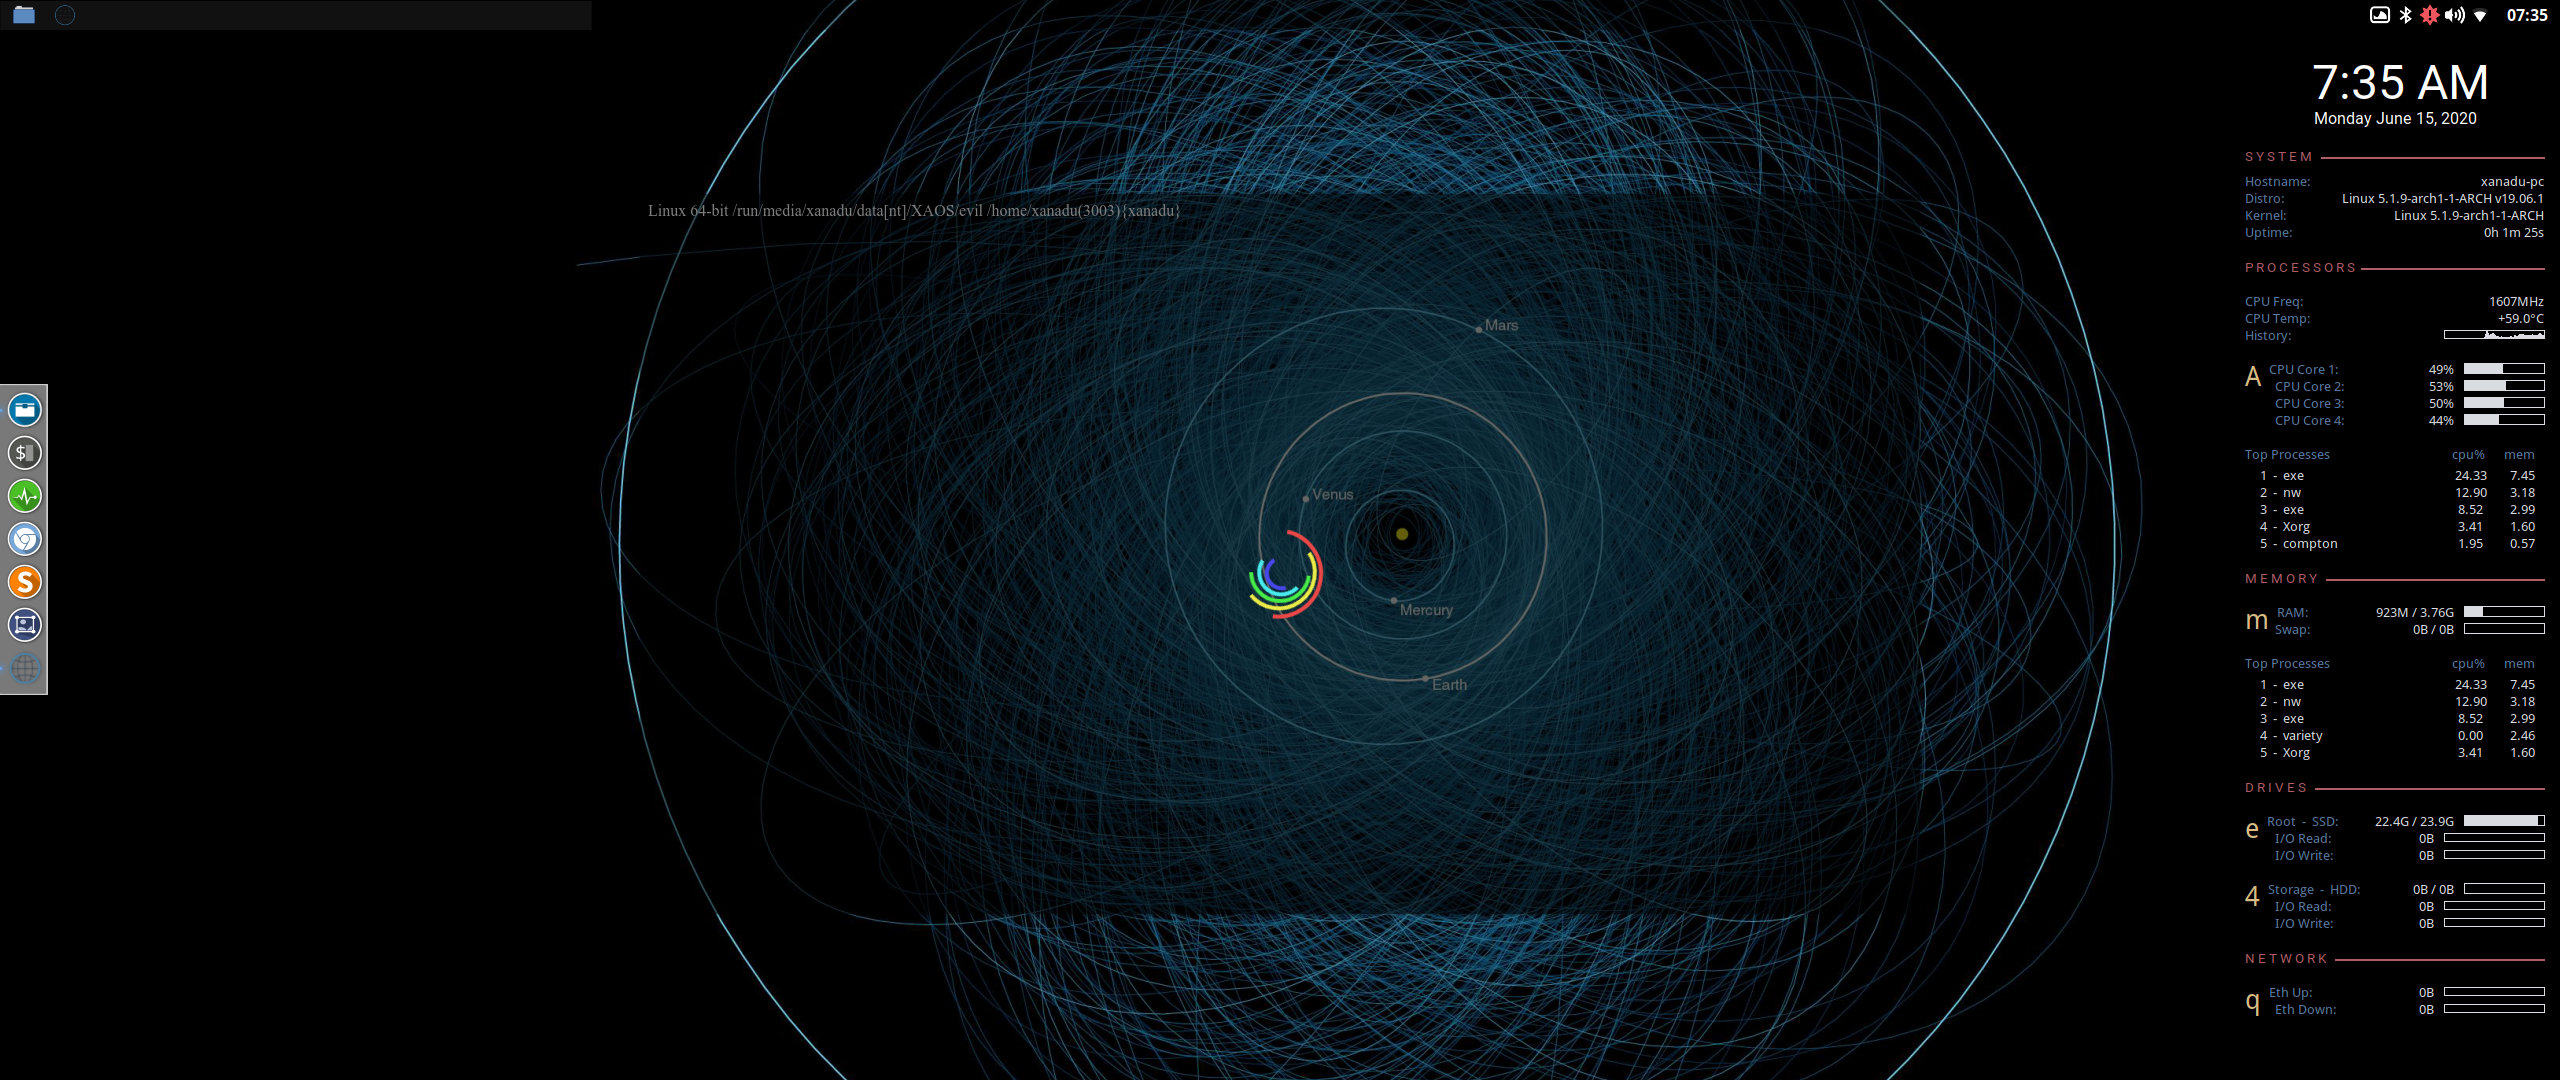 07:35
7:35 AM
Monday June 15, 2020
SYSTEM
Hostname: xanadu-pc
Distro: Linux 5.1.9-arch1-1-ARCH v19.06.1
Kernel: Linux 5.1.9-arch1-1-ARCH
Uptime: 0h 1m 25s
PROCESSORS
CPU Freq: 1607MHz
CPU Temp: +59.0°C
History:
A CPU Core 1: 49%
CPU Core 2: 53%
CPU Core 3: 50%
CPU Core 4: 44%
Top Processes cpu% mem
1 - exe 24.33 7.45
2 - nw 12.90 3.18
3 - exe 8.52 2.99
4 - Xorg 3.41 1.60
5 - compton 1.95 0.57
MEMORY
m RAM: 923M / 3.76G
Swap: 0B / 0B
Top Processes cpu% mem
1 - exe 24.33 7.45
2 - nw 12.90 3.18
3 - exe 8.52 2.99
4 - variety 0.00 2.46
5 - Xorg 3.41 1.60
DRIVES
e Root - SSD: 22.4G / 23.9G
I/O Read: 0B
I/O Write: 0B
4 Storage - HDD: 0B / 0B
I/O Read: 0B
I/O Write: 0B
NETWORK
q Eth Up: 0B
Eth Down: 0B
Linux 64-bit /run/media/xanadu/data[nt]/XAOS/evil /home/xanadu(3003){xanadu}
Mars
Venus
Mercury
Earth
$
S